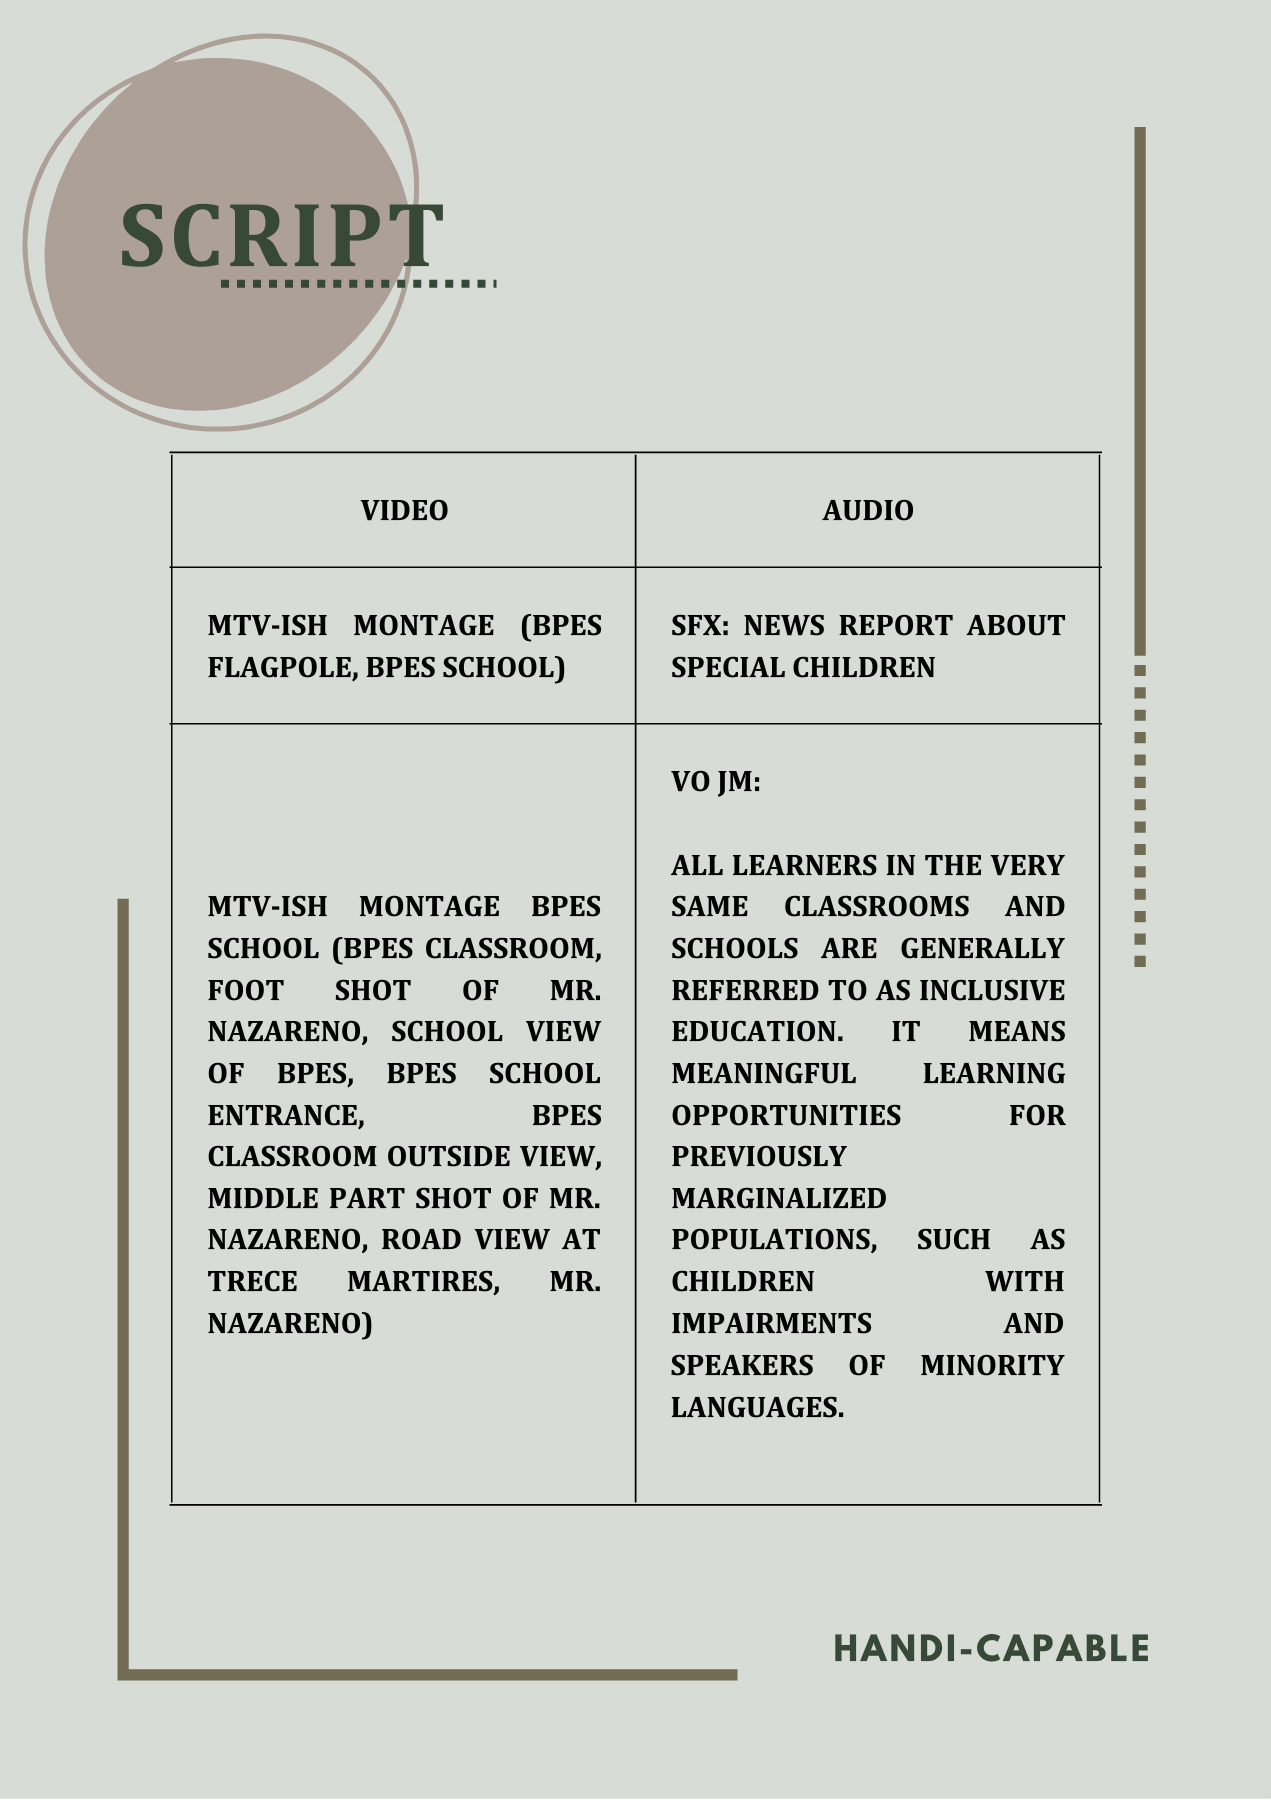 SCRIPT
VIDEO
AUDIO
MTV-ISH MONTAGE (BPES
FLAGPOLE, BPES SCHOOL)
SFX: NEWS REPORT ABOUT
SPECIAL CHILDREN
MTV-ISH MONTAGE BPES
SCHOOL (BPES CLASSROOM,
FOOT SHOT OF MR.
NAZARENO, SCHOOL VIEW
OF BPES, BPES SCHOOL
ENTRANCE, BPES
CLASSROOM OUTSIDE VIEW,
MIDDLE PART SHOT OF MR.
NAZARENO, ROAD VIEW AT
TRECE MARTIRES, MR.
NAZARENO)
VO JM:
ALL LEARNERS IN THE VERY
SAME CLASSROOMS AND
SCHOOLS ARE GENERALLY
REFERRED TO AS INCLUSIVE
EDUCATION. IT MEANS
MEANINGFUL LEARNING
OPPORTUNITIES FOR
PREVIOUSLY
MARGINALIZED
POPULATIONS, SUCH AS
CHILDREN WITH
IMPAIRMENTS AND
SPEAKERS OF MINORITY
LANGUAGES.
HANDI-CAPABLE